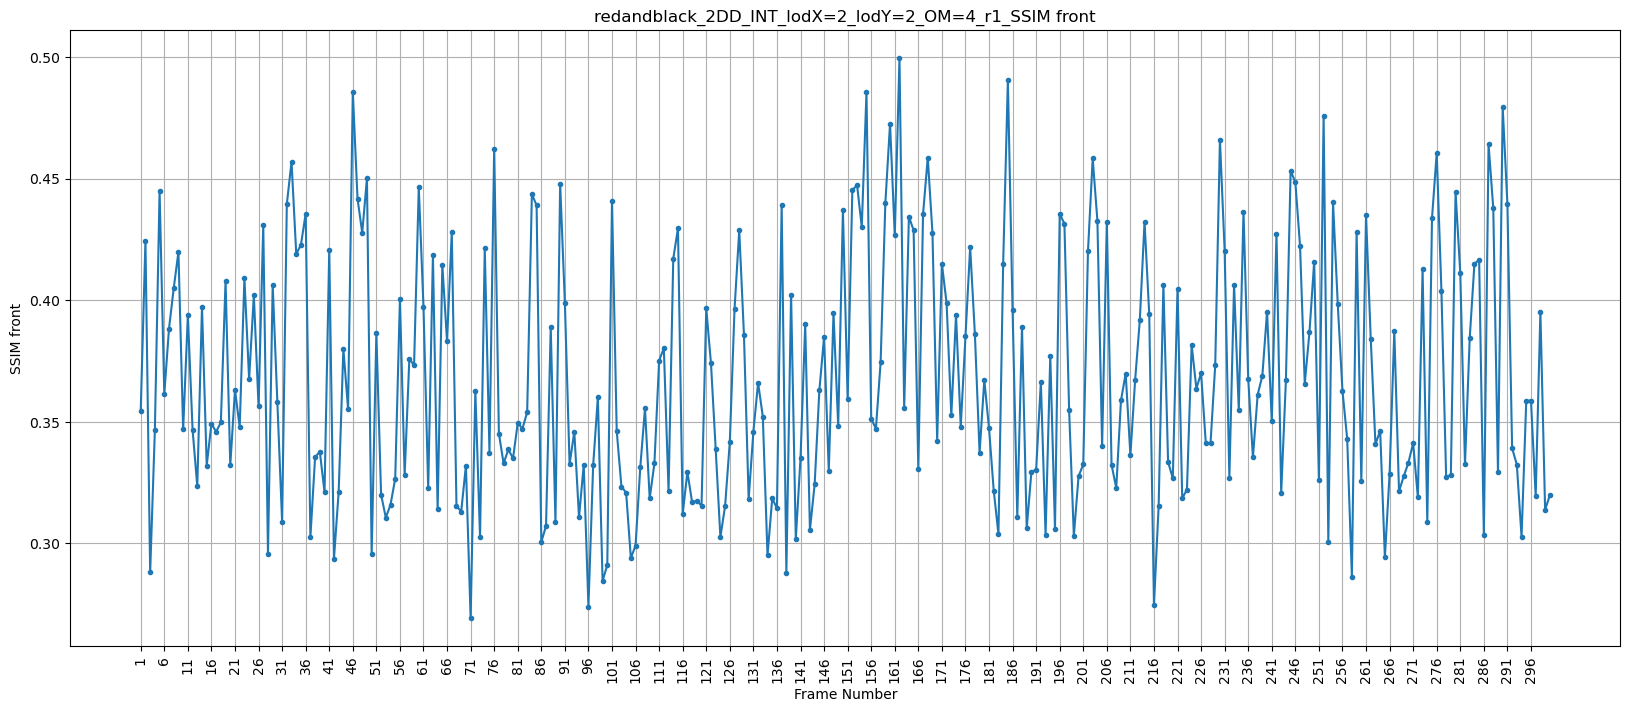 redandblack_2DD_INT_lodX=2_lodY=2_OM=4_r1_SSIM front
SSIM front
0.50
0.45
0.40
0.35
0.30
1 6 11 16 21 26 31 36 41 46 51 56 61 66 71 76 81 86 91 96 101 106 111 116 121 126 131 136 141 146 151 156 161 166 171 176 181 186 191 196 201 206 211 216 221 226 231 236 241 246 251 256 261 266 271 276 281 286 291 296
Frame Number